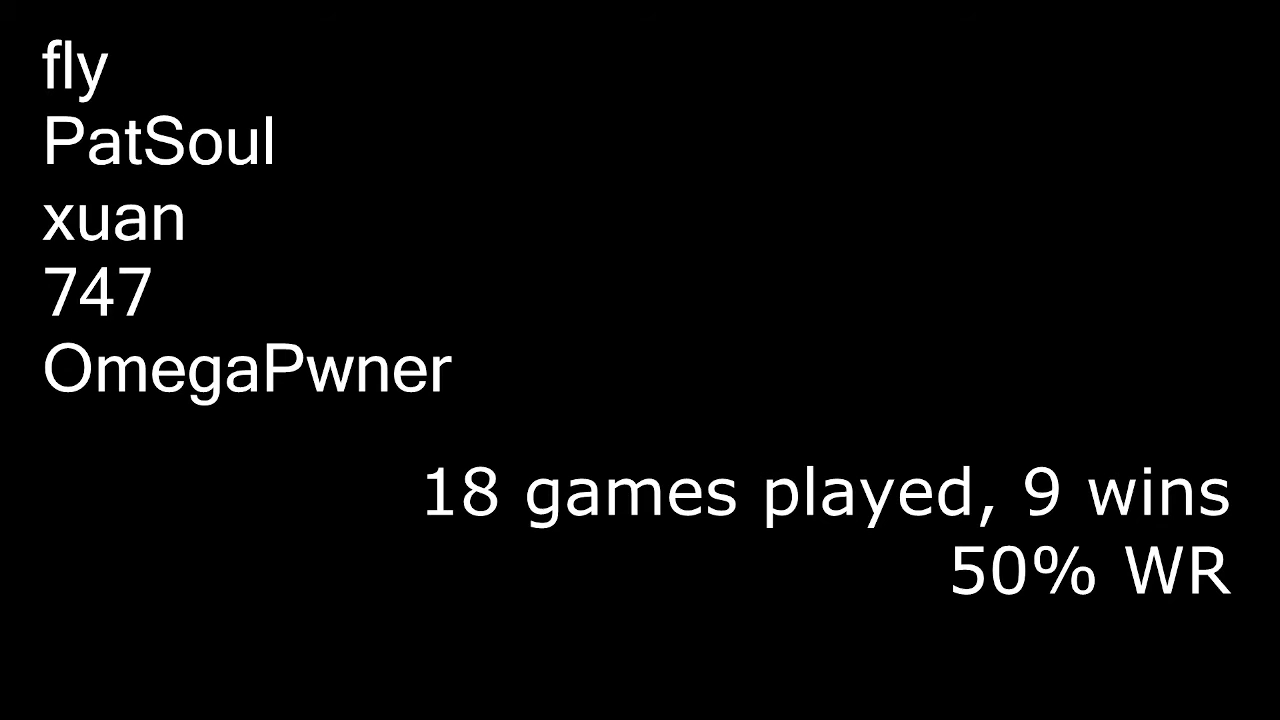 fly
PatSoul
xuan
747
OmegaPwner
18 games played, 9 wins
50% WR